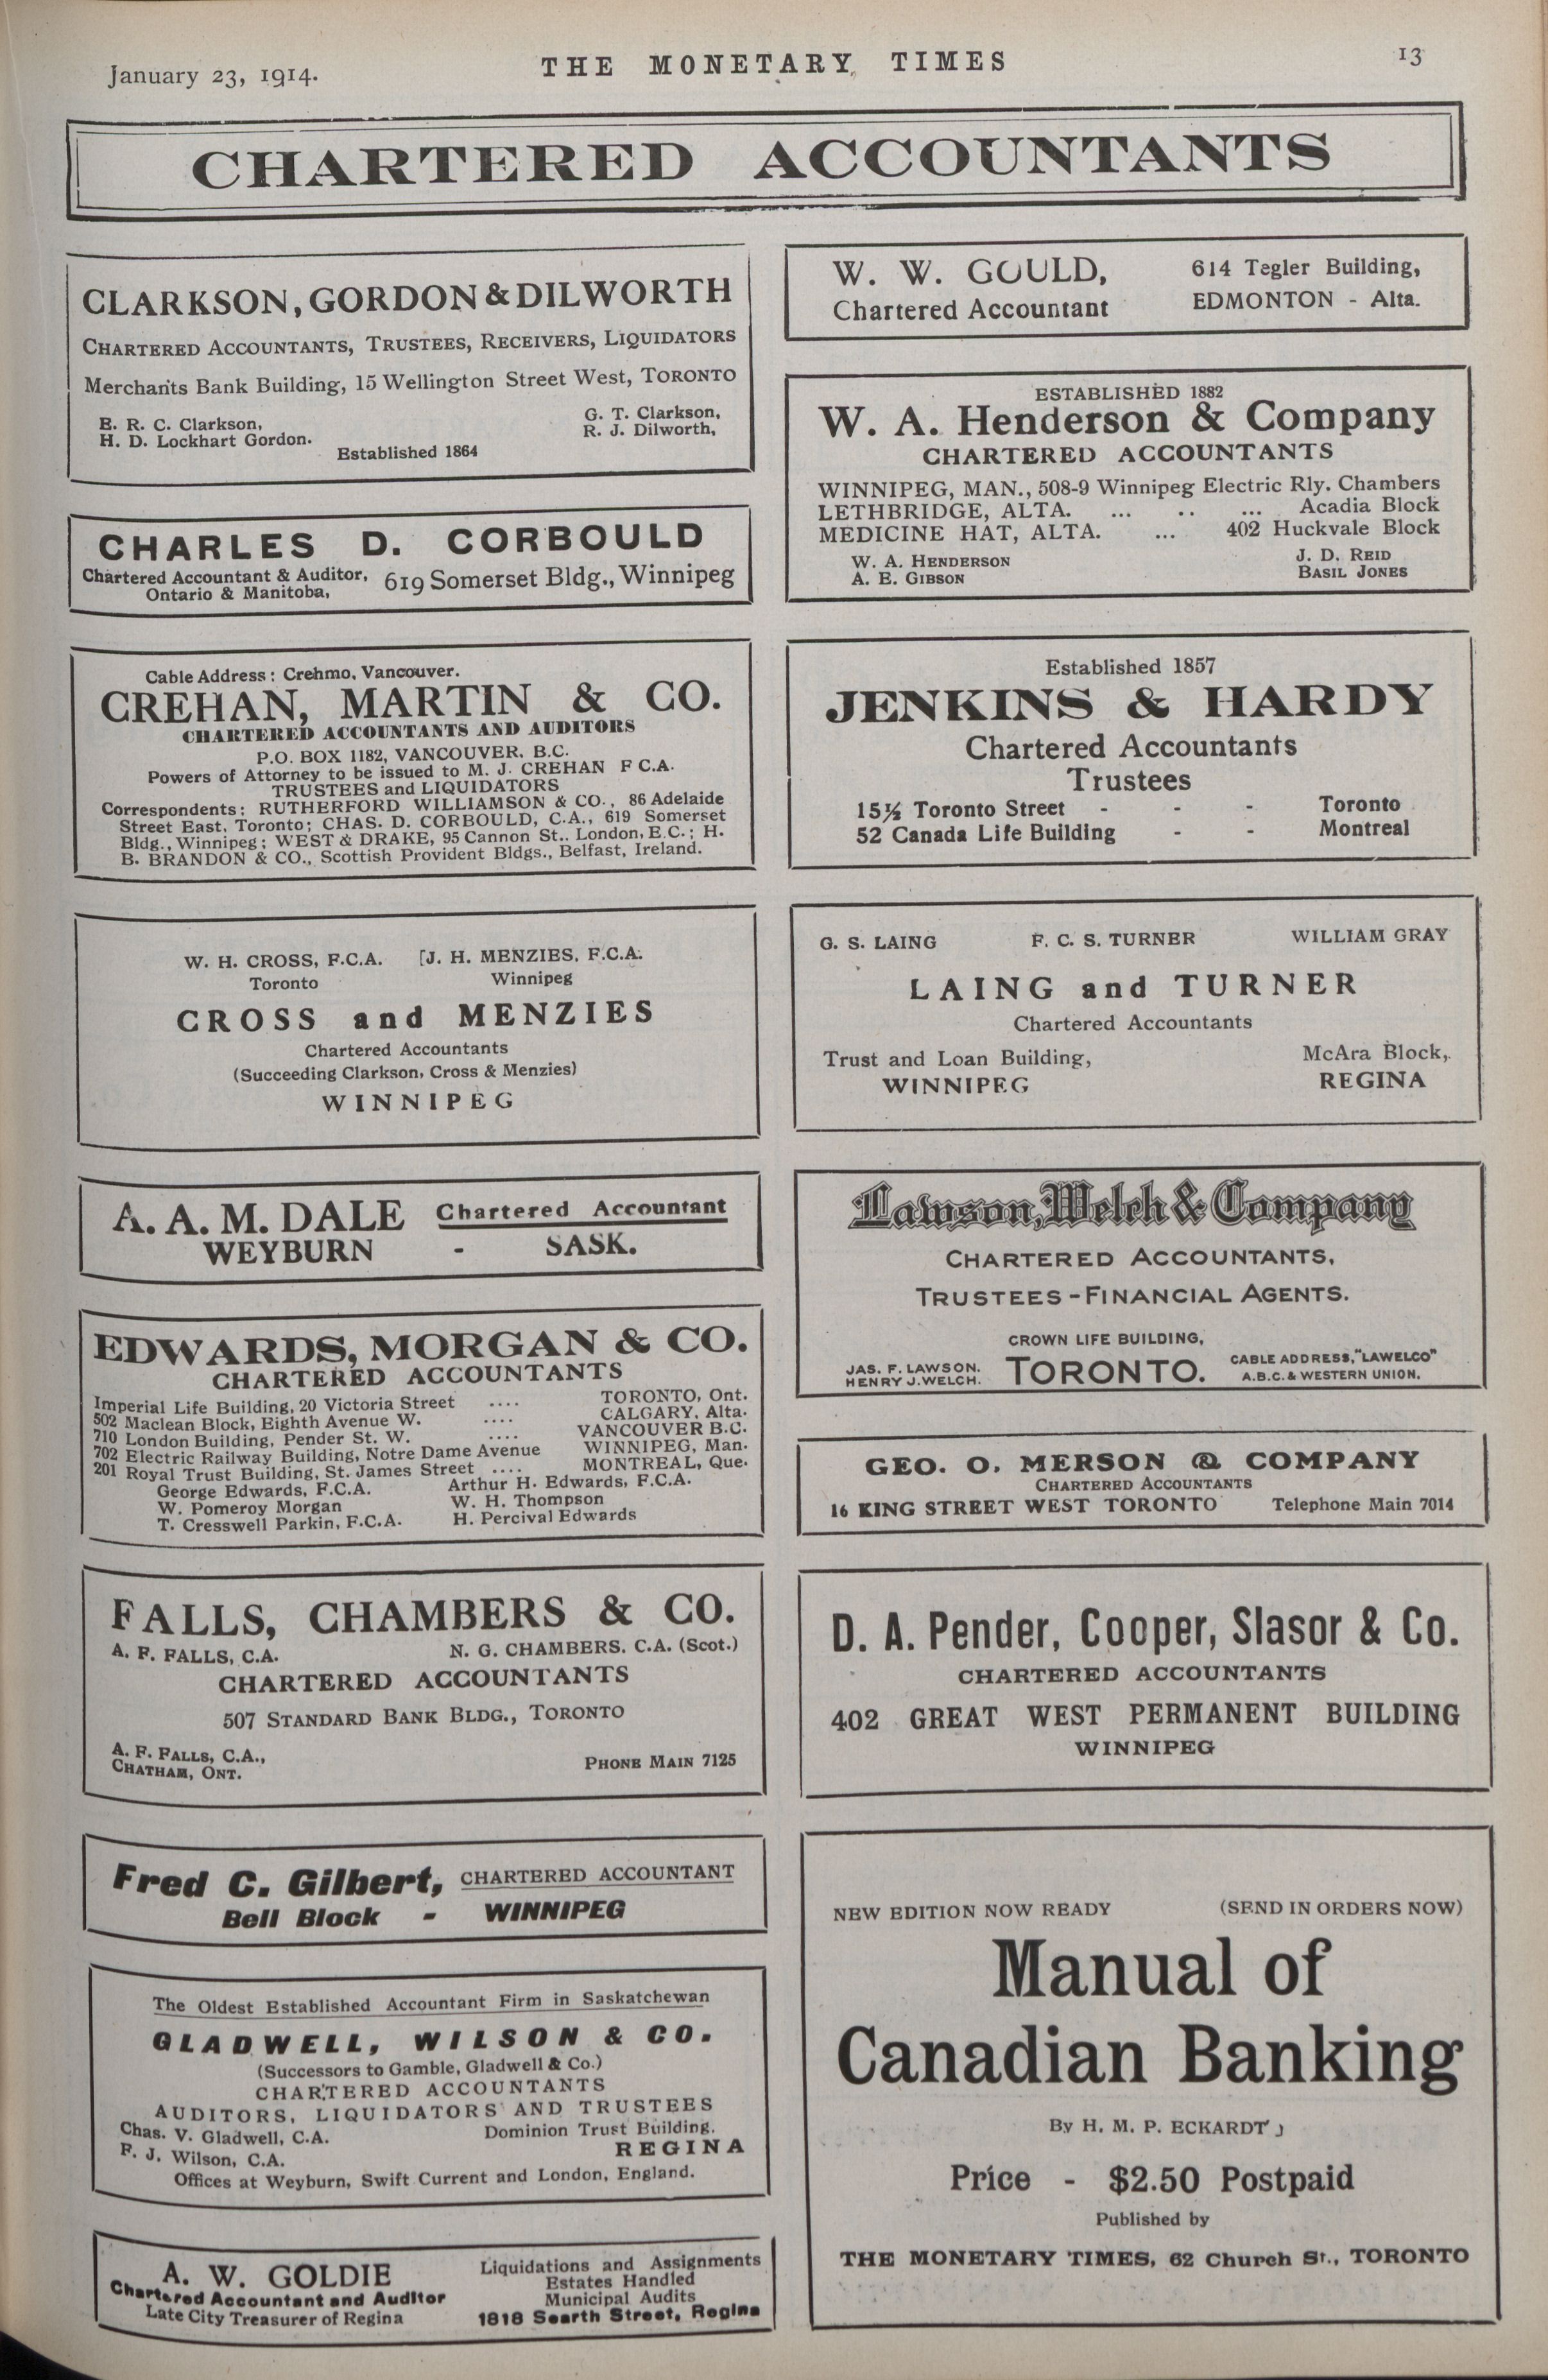 January 23, 1914.
THE MONETARY TIMES
13
CHARTERED ACCOUNTANTS
CLARKSON, GORDON & DILWORTH
CHARTERED ACCOUNTANTS, TRUSTEES, RECEIVERS, LIQUIDATORS
Merchants Bank Building, 15 Wellington Street West, TORONTO
E. R. C. Clarkson,
G. T. Clarkson,
H. D. Lockhart Gordon.
R. J. Dilworth,
Established 1864
CHARLES D. CORBOULD
Chartered Accountant & Auditor,
Ontario & Manitoba,
619 Somerset Bldg., Winnipeg
Cable Address: Crehmo, Vancouver.
CREHAN, MARTIN & CO.
CHARTERED ACCOUNTANTS AND AUDITORS
P.O. BOX 1182, VANCOUVER. B.C.
Powers of Attorney to be issued to M. J. CREHAN F C.A.
TRUSTEES and LIQUIDATORS
Correspondents: RUTHERFORD WILLIAMSON & CO., 86 Adelaide
Street East, Toronto; CHAS. D. CORBOULD, C.A., 619 Somerset
Bldg., Winnipeg; WEST & DRAKE, 95 Cannon St., London, E.C.; H.
B. BRANDON & CO., Scottish Provident Bldgs., Belfast, Ireland.
W. H. CROSS, F.C.A. [J. H. MENZIES, F.C.A.
Toronto Winnipeg
CROSS and MENZIES
Chartered Accountants
(Succeeding Clarkson, Cross & Menzies)
WINNIPEG
A. A. M. DALE Chartered Accountant
WEYBURN - SASK.
EDWARDS, MORGAN & CO.
CHARTERED ACCOUNTANTS
Imperial Life Building, 20 Victoria Street .... TORONTO, Ont.
502 Maclean Block, Eighth Avenue W. .... CALGARY, Alta.
710 London Building, Pender St. W. .... VANCOUVER B.C.
702 Electric Railway Building, Notre Dame Avenue WINNIPEG, Man.
201 Royal Trust Building, St. James Street .... MONTREAL, Que.
George Edwards, F.C.A. Arthur H. Edwards, F.C.A.
W. Pomeroy Morgan W. H. Thompson
T. Cresswell Parkin, F.C.A. H. Percival Edwards
FALLS, CHAMBERS & CO.
A. F. FALLS, C.A. N. G. CHAMBERS. C.A. (Scot.)
CHARTERED ACCOUNTANTS
507 STANDARD BANK BLDG., TORONTO
A. F. FALLS, C.A.,
CHATHAM, ONT.
PHONE MAIN 7125
Fred C. Gilbert, CHARTERED ACCOUNTANT
Bell Block - WINNIPEG
The Oldest Established Accountant Firm in Saskatchewan
GLADWELL, WILSON & CO.
(Successors to Gamble, Gladwell & Co.)
CHARTERED ACCOUNTANTS
AUDITORS, LIQUIDATORS AND TRUSTEES
Chas. V. Gladwell, C.A. Dominion Trust Building.
F. J. Wilson, C.A. REGINA
Offices at Weyburn, Swift Current and London, England.
A. W. GOLDIE
Chartered Accountant and Auditor
Late City Treasurer of Regina
Liquidations and Assignments
Estates Handled
Municipal Audits
1818 Searth Street, Regina
W. W. GOULD,
Chartered Accountant
614 Tegler Building,
EDMONTON - Alta.
ESTABLISHED 1882
W. A. Henderson & Company
CHARTERED ACCOUNTANTS
WINNIPEG, MAN., 508-9 Winnipeg Electric Rly. Chambers
LETHBRIDGE, ALTA. ... .. ... Acadia Block
MEDICINE HAT, ALTA. ... 402 Huckvale Block
W. A. HENDERSON J. D. REID
A. E. GIBSON BASIL JONES
Established 1857
JENKINS & HARDY
Chartered Accountants
Trustees
15½ Toronto Street - - - Toronto
52 Canada Life Building - - Montreal
G. S. LAING F. C. S. TURNER WILLIAM GRAY
LAING and TURNER
Chartered Accountants
Trust and Loan Building, McAra Block,
WINNIPEG REGINA
Lawson, Welch & Company
CHARTERED ACCOUNTANTS,
TRUSTEES - FINANCIAL AGENTS.
CROWN LIFE BUILDING,
JAS. F. LAWSON.
HENRY J. WELCH.
TORONTO.
CABLE ADDRESS, "LAWELCO"
A.B.C. & WESTERN UNION.
GEO. O. MERSON & COMPANY
CHARTERED ACCOUNTANTS
16 KING STREET WEST TORONTO Telephone Main 7014
D. A. Pender, Cooper, Slasor & Co.
CHARTERED ACCOUNTANTS
402 GREAT WEST PERMANENT BUILDING
WINNIPEG
NEW EDITION NOW READY (SEND IN ORDERS NOW)
Manual of
Canadian Banking
By H. M. P. ECKARDT
Price - $2.50 Postpaid
Published by
THE MONETARY TIMES, 62 Church St., TORONTO